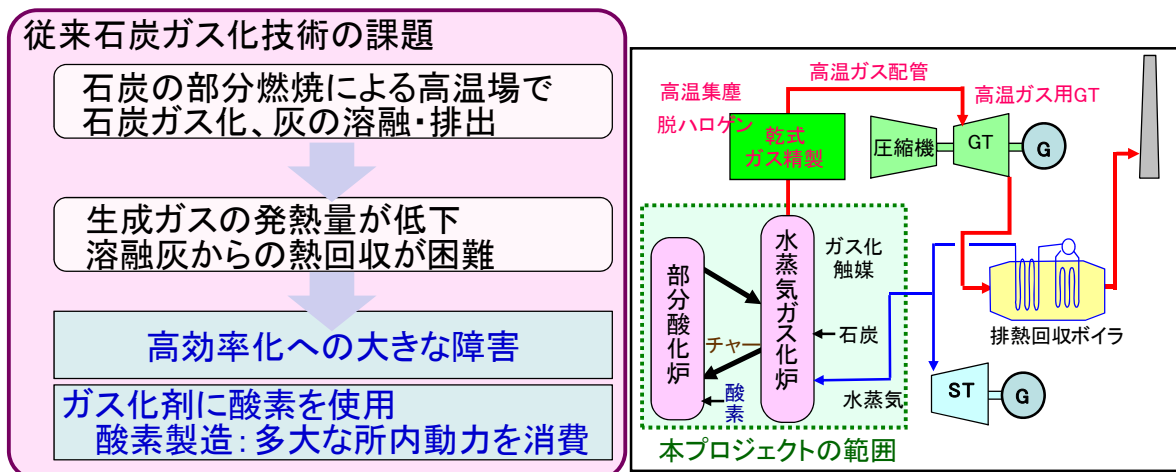 従来石炭ガス化技術の課題
石炭の部分燃焼による高温場で
石炭ガス化、灰の溶融・排出
生成ガスの発熱量が低下
溶融灰からの熱回収が困難
高効率化への大きな障害
ガス化剤に酸素を使用
酸素製造：多大な所内動力を消費
高温ガス配管
高温集塵
脱ハロゲン
高温ガス用GT
乾式
ガス精製
圧縮機
GT
G
部分酸化炉
水蒸気ガス化炉
ガス化
触媒
チャー
石炭
酸素
水蒸気
排熱回収ボイラ
ST
G
本プロジェクトの範囲